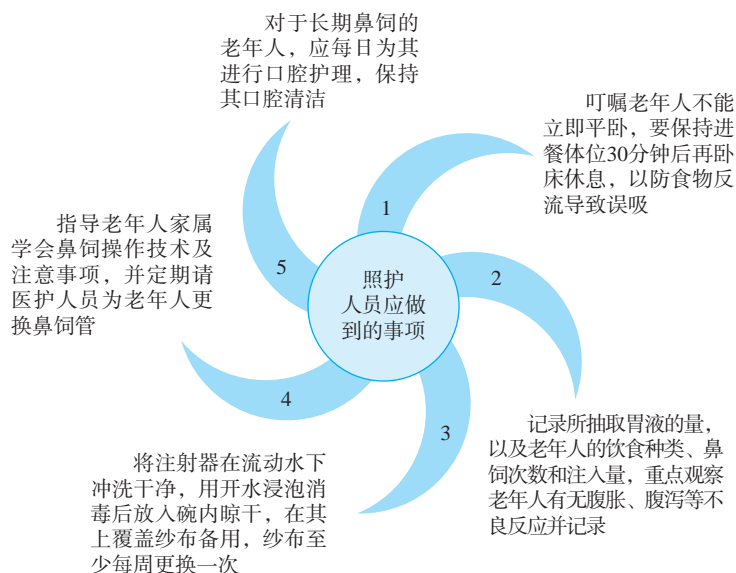 对于长期鼻饲的
老年人，应每日为其
进行口腔护理，保持
其口腔清洁
叮嘱老年人不能
立即平卧，要保持进
餐体位30分钟后再卧
床休息，以防食物反
流导致误吸
1
指导老年人家属
学会鼻饲操作技术及
注意事项，并定期请
医护人员为老年人更
换鼻饲管
5
照护
人员应做
到的事项
2
4
3
记录所抽取胃液的量，
以及老年人的饮食种类、鼻
饲次数和注入量，重点观察
老年人有无腹胀、腹泻等不
良反应并记录
将注射器在流动水下
冲洗干净，用开水浸泡消
毒后放入碗内晾干，在其
上覆盖纱布备用，纱布至
少每周更换一次